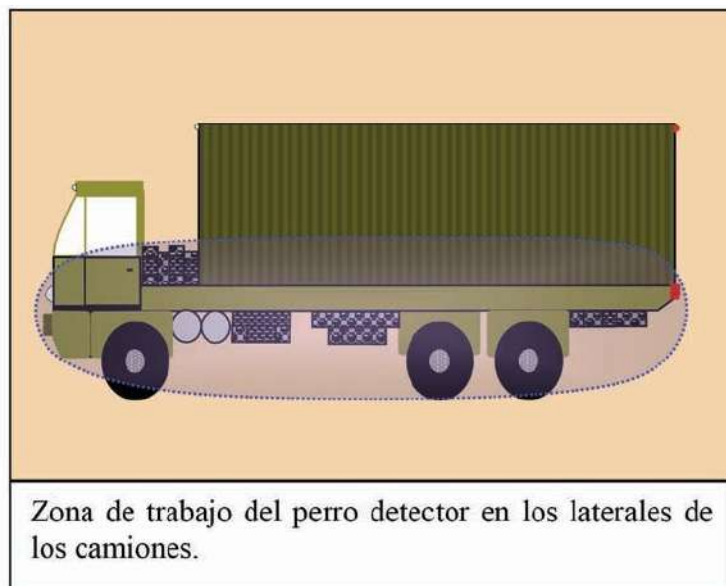 Zona de trabajo del perro detector en los laterales de
los camiones.